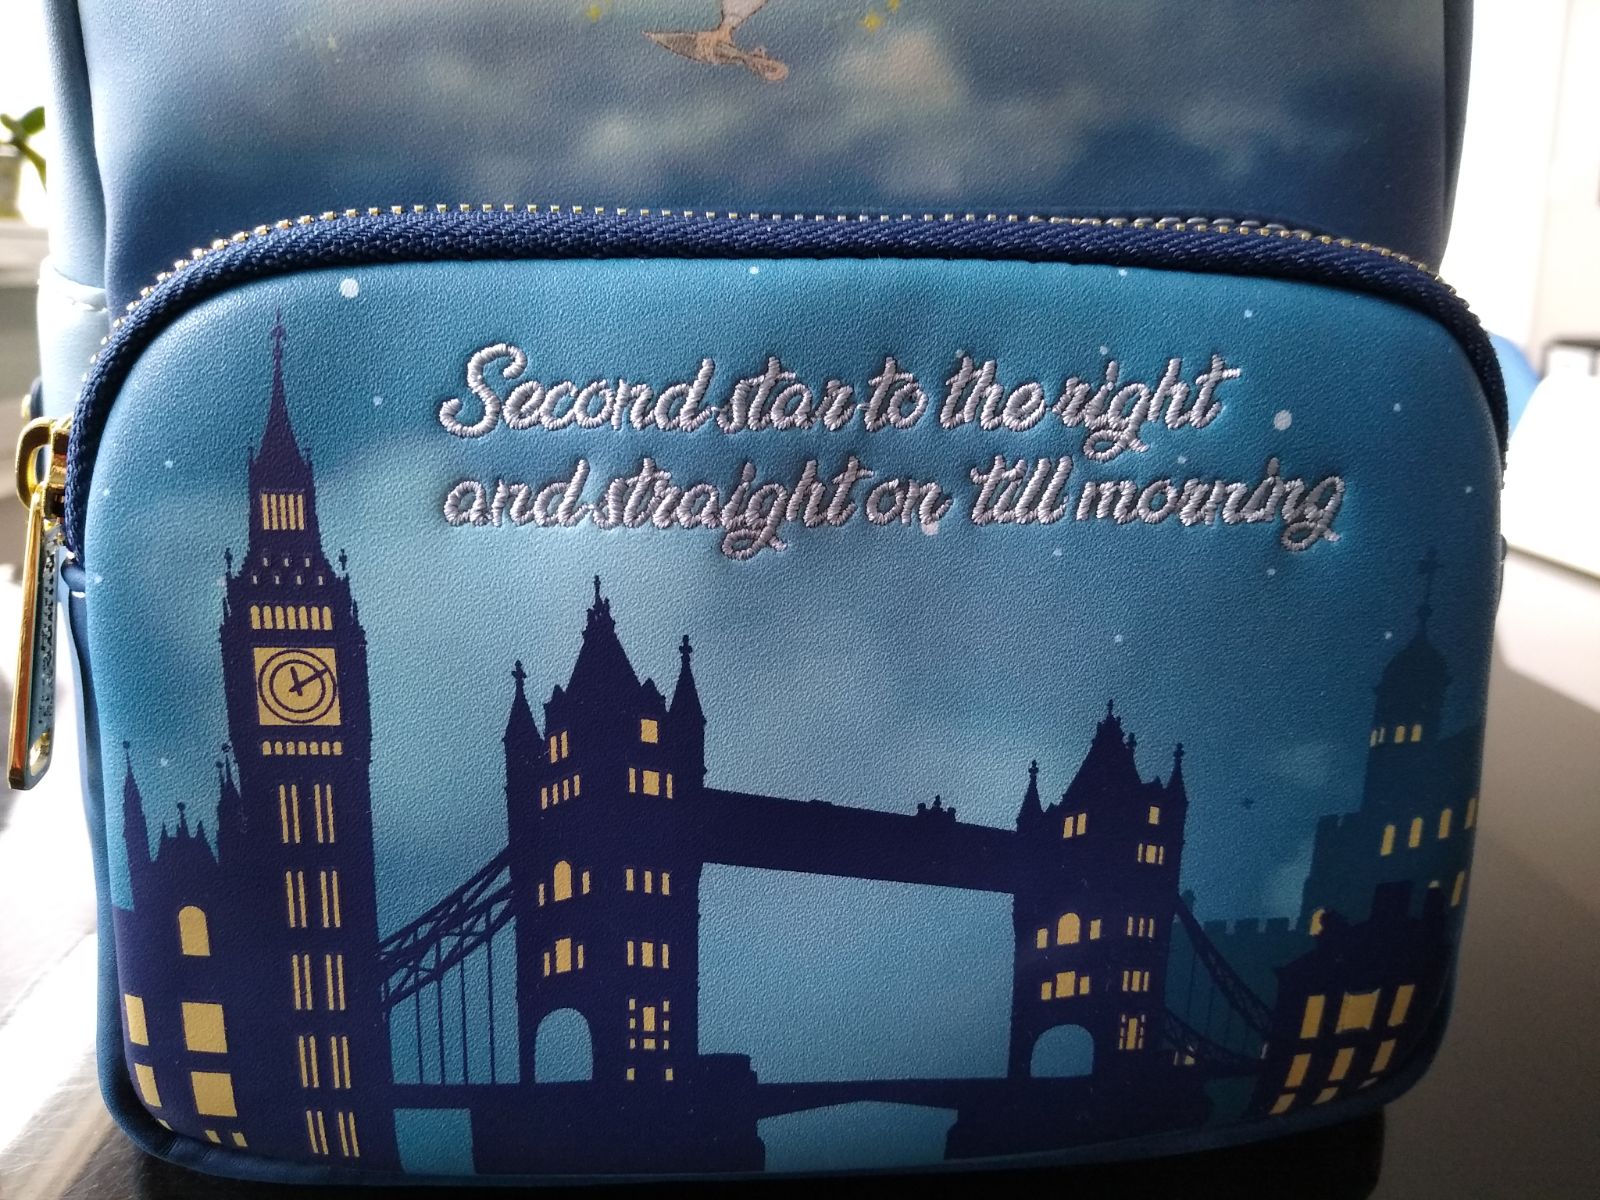 Second star to the right
and straight on till morning